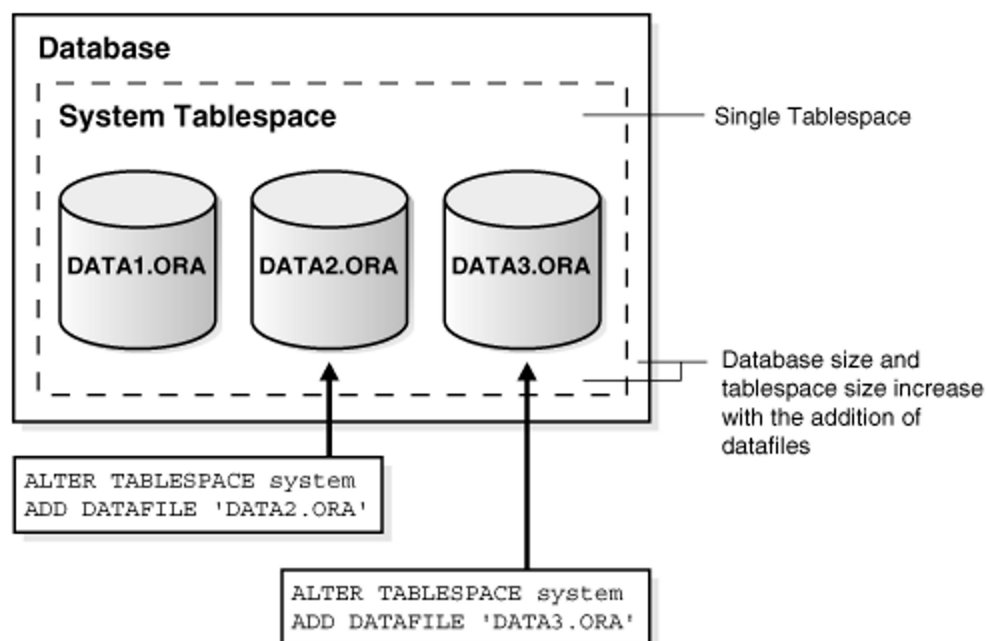 Database
System Tablespace
Single Tablespace
DATA1.ORA
DATA2.ORA
DATA3.ORA
Database size and
tablespace size increase
with the addition of
datafiles
ALTER TABLESPACE system
ADD DATAFILE 'DATA2.ORA'
ALTER TABLESPACE system
ADD DATAFILE 'DATA3.ORA'